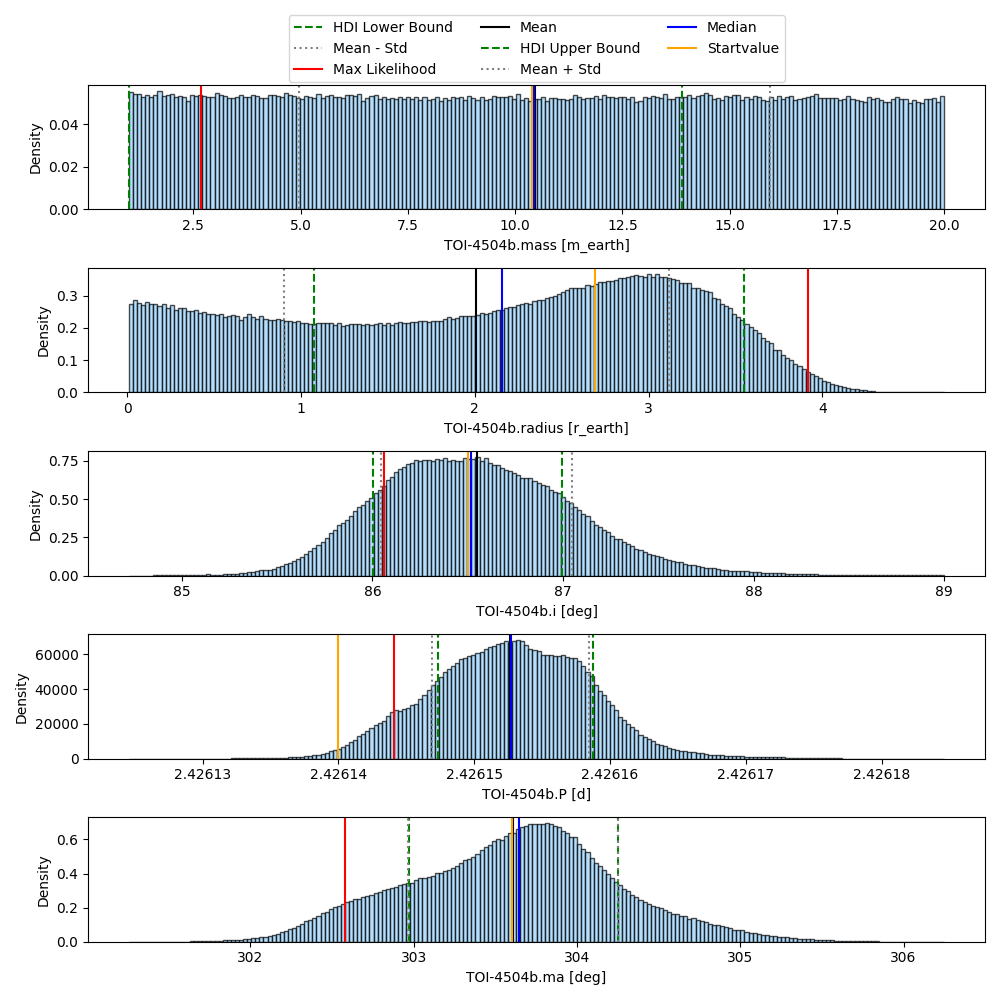 HDI Lower Bound Mean Median
Mean - Std HDI Upper Bound Startvalue
Max Likelihood Mean + Std
Density
0.04
0.02
0.00
2.5 5.0 7.5 10.0 12.5 15.0 17.5 20.0
TOI-4504b.mass [m_earth]
Density
0.3
0.2
0.1
0.0
0 1 2 3 4
TOI-4504b.radius [r_earth]
Density
0.75
0.50
0.25
0.00
85 86 87 88 89
TOI-4504b.i [deg]
Density
60000
40000
20000
0
2.42613 2.42614 2.42615 2.42616 2.42617 2.42618
TOI-4504b.P [d]
Density
0.6
0.4
0.2
0.0
302 303 304 305 306
TOI-4504b.ma [deg]